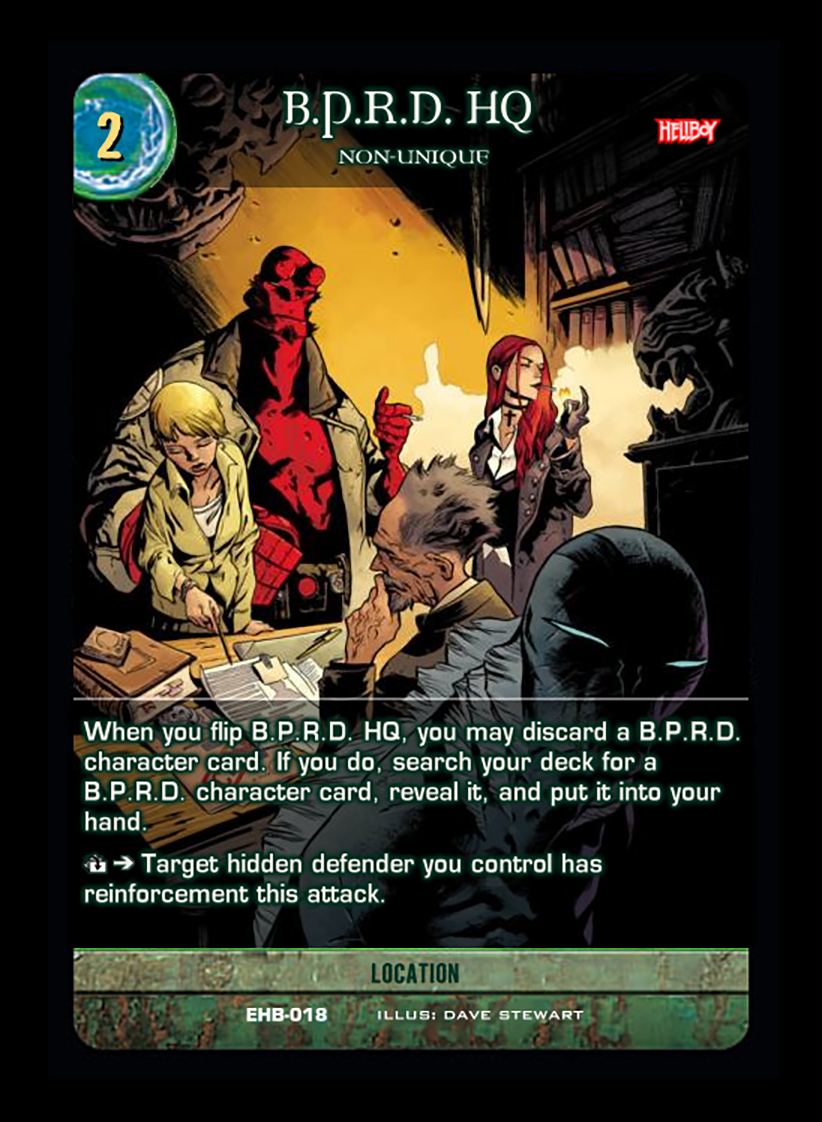 2
B.P.R.D. HQ
NON-UNIQUE
HELLBOY
When you flip B.P.R.D. HQ, you may discard a B.P.R.D.
character card. If you do, search your deck for a
B.P.R.D. character card, reveal it, and put it into your
hand.
➔ Target hidden defender you control has
reinforcement this attack.
LOCATION
EHB-018 ILLUS: DAVE STEWART